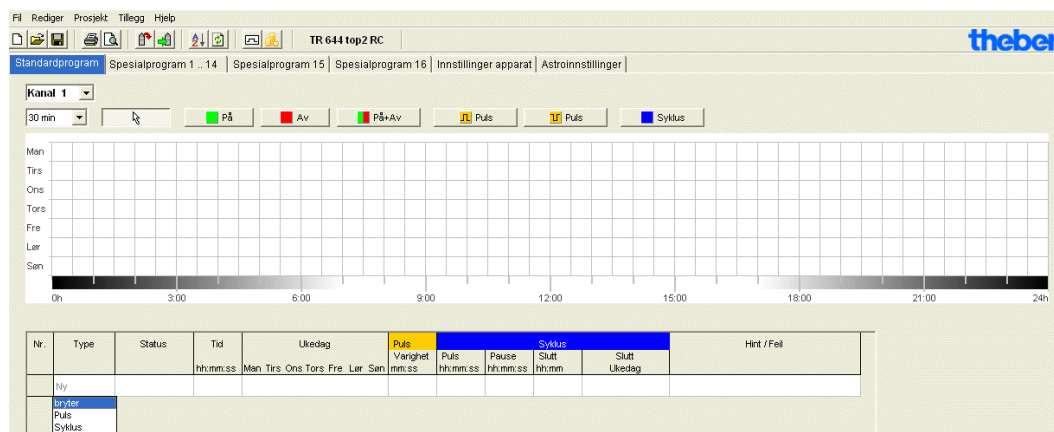 Fil Rediger Prosjekt Tillegg Hjelp
TR 644 top2 RC
theben
Standardprogram Spesialprogram 1 .. 14 Spesialprogram 15 Spesialprogram 16 Innstillinger apparat Astroinnstillinger
Kanal 1
30 min På Av På+Av Puls Puls Syklus
Man
Tirs
Ons
Tors
Fre
Lør
Søn
0h 3:00 6:00 9:00 12:00 15:00 18:00 21:00 24h
Nr. Type Status Tid Ukedag Puls Syklus Hint / Feil
Varighet Puls Pause Slutt Slutt
hh:mm:ss Man Tirs Ons Tors Fre Lør Søn mm:ss hh:mm:ss hh:mm:ss hh:mm Ukedag
Ny
bryter
Puls
Syklus